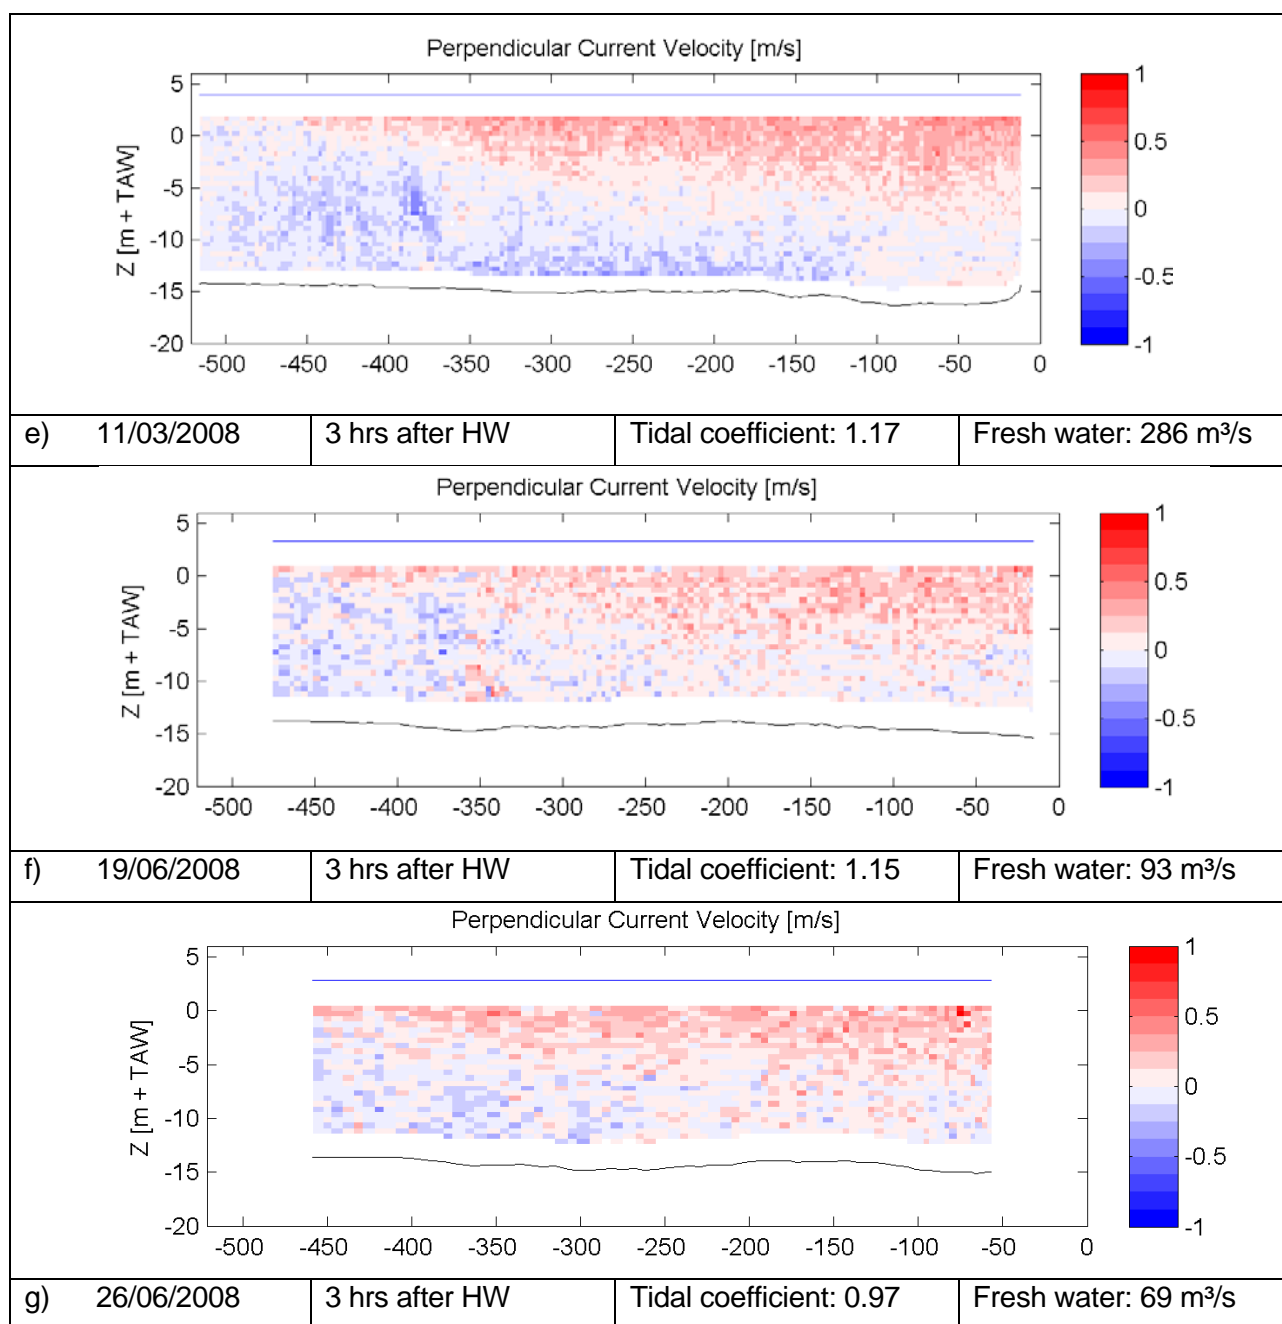 Perpendicular Current Velocity [m/s]
5
0
-5
-10
-15
-20
Z [m + TAW]
-500 -450 -400 -350 -300 -250 -200 -150 -100 -50 0
1
0.5
0
-0.5
-1
e) 11/03/2008 3 hrs after HW Tidal coefficient: 1.17 Fresh water: 286 m³/s
Perpendicular Current Velocity [m/s]
5
0
-5
-10
-15
-20
Z [m + TAW]
-500 -450 -400 -350 -300 -250 -200 -150 -100 -50 0
1
0.5
0
-0.5
-1
f) 19/06/2008 3 hrs after HW Tidal coefficient: 1.15 Fresh water: 93 m³/s
Perpendicular Current Velocity [m/s]
5
0
-5
-10
-15
-20
Z [m + TAW]
-500 -450 -400 -350 -300 -250 -200 -150 -100 -50 0
1
0.5
0
-0.5
-1
g) 26/06/2008 3 hrs after HW Tidal coefficient: 0.97 Fresh water: 69 m³/s